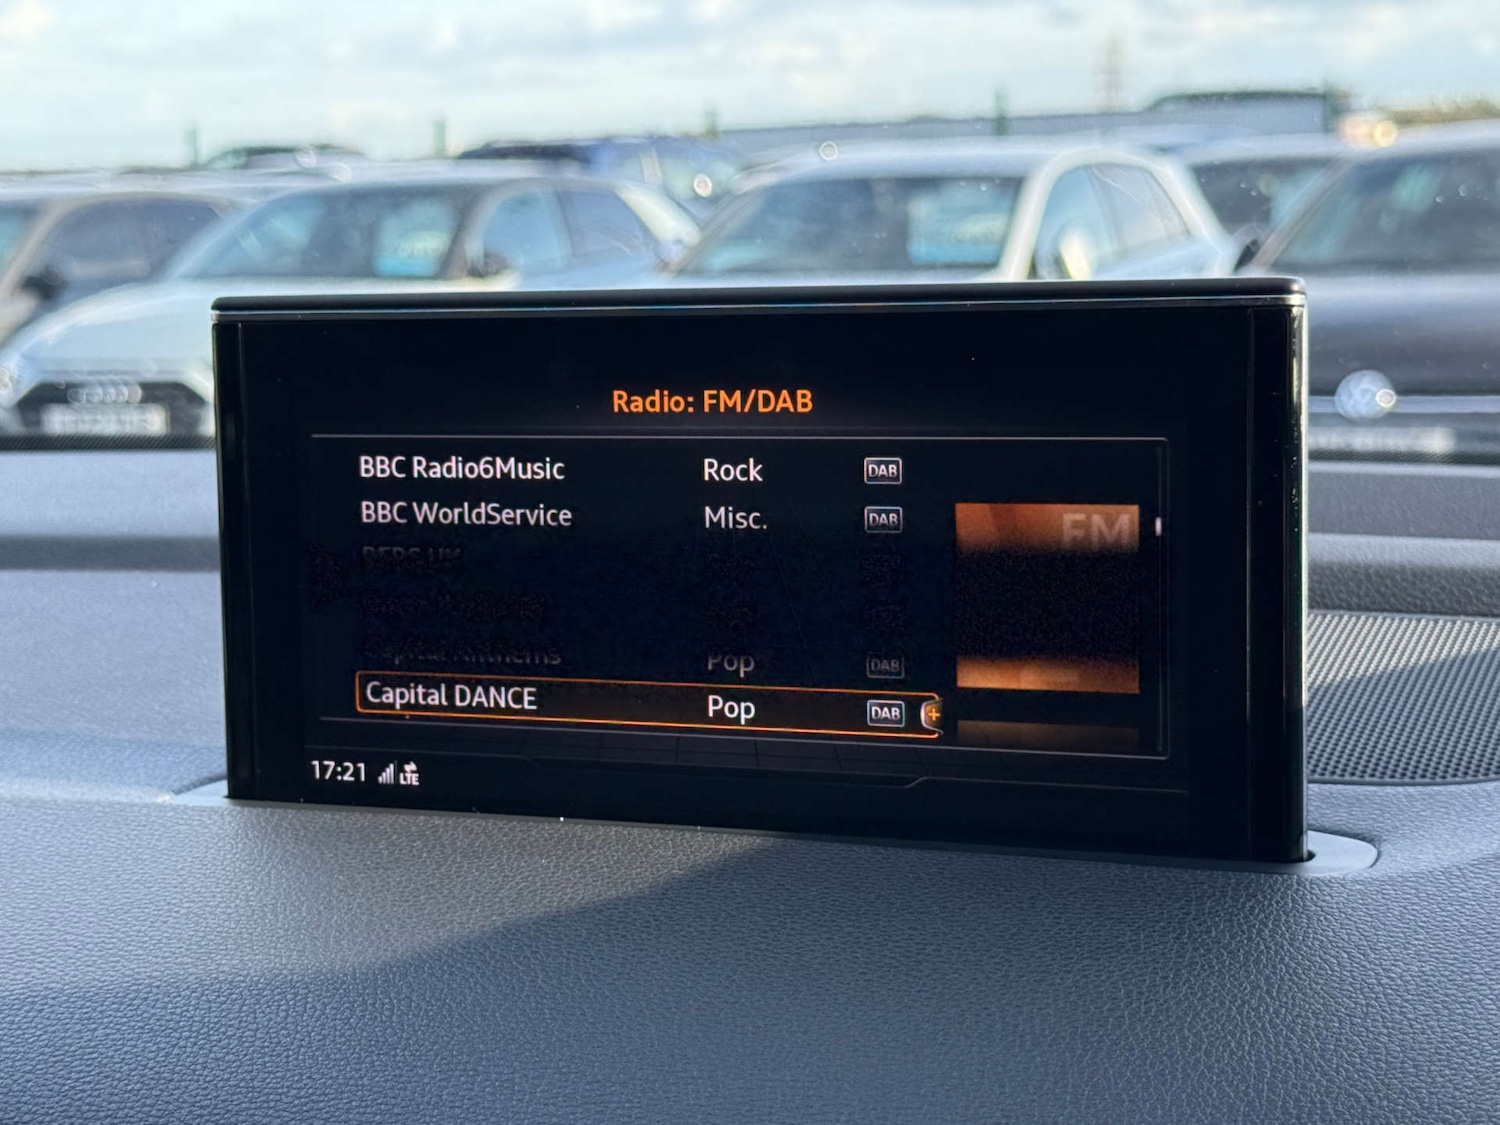 Radio: FM/DAB
BBC Radio6Music Rock DAB
BBC WorldService Misc. DAB FM
Anthems Pop DAB
Capital DANCE Pop DAB +
17:21 LTE